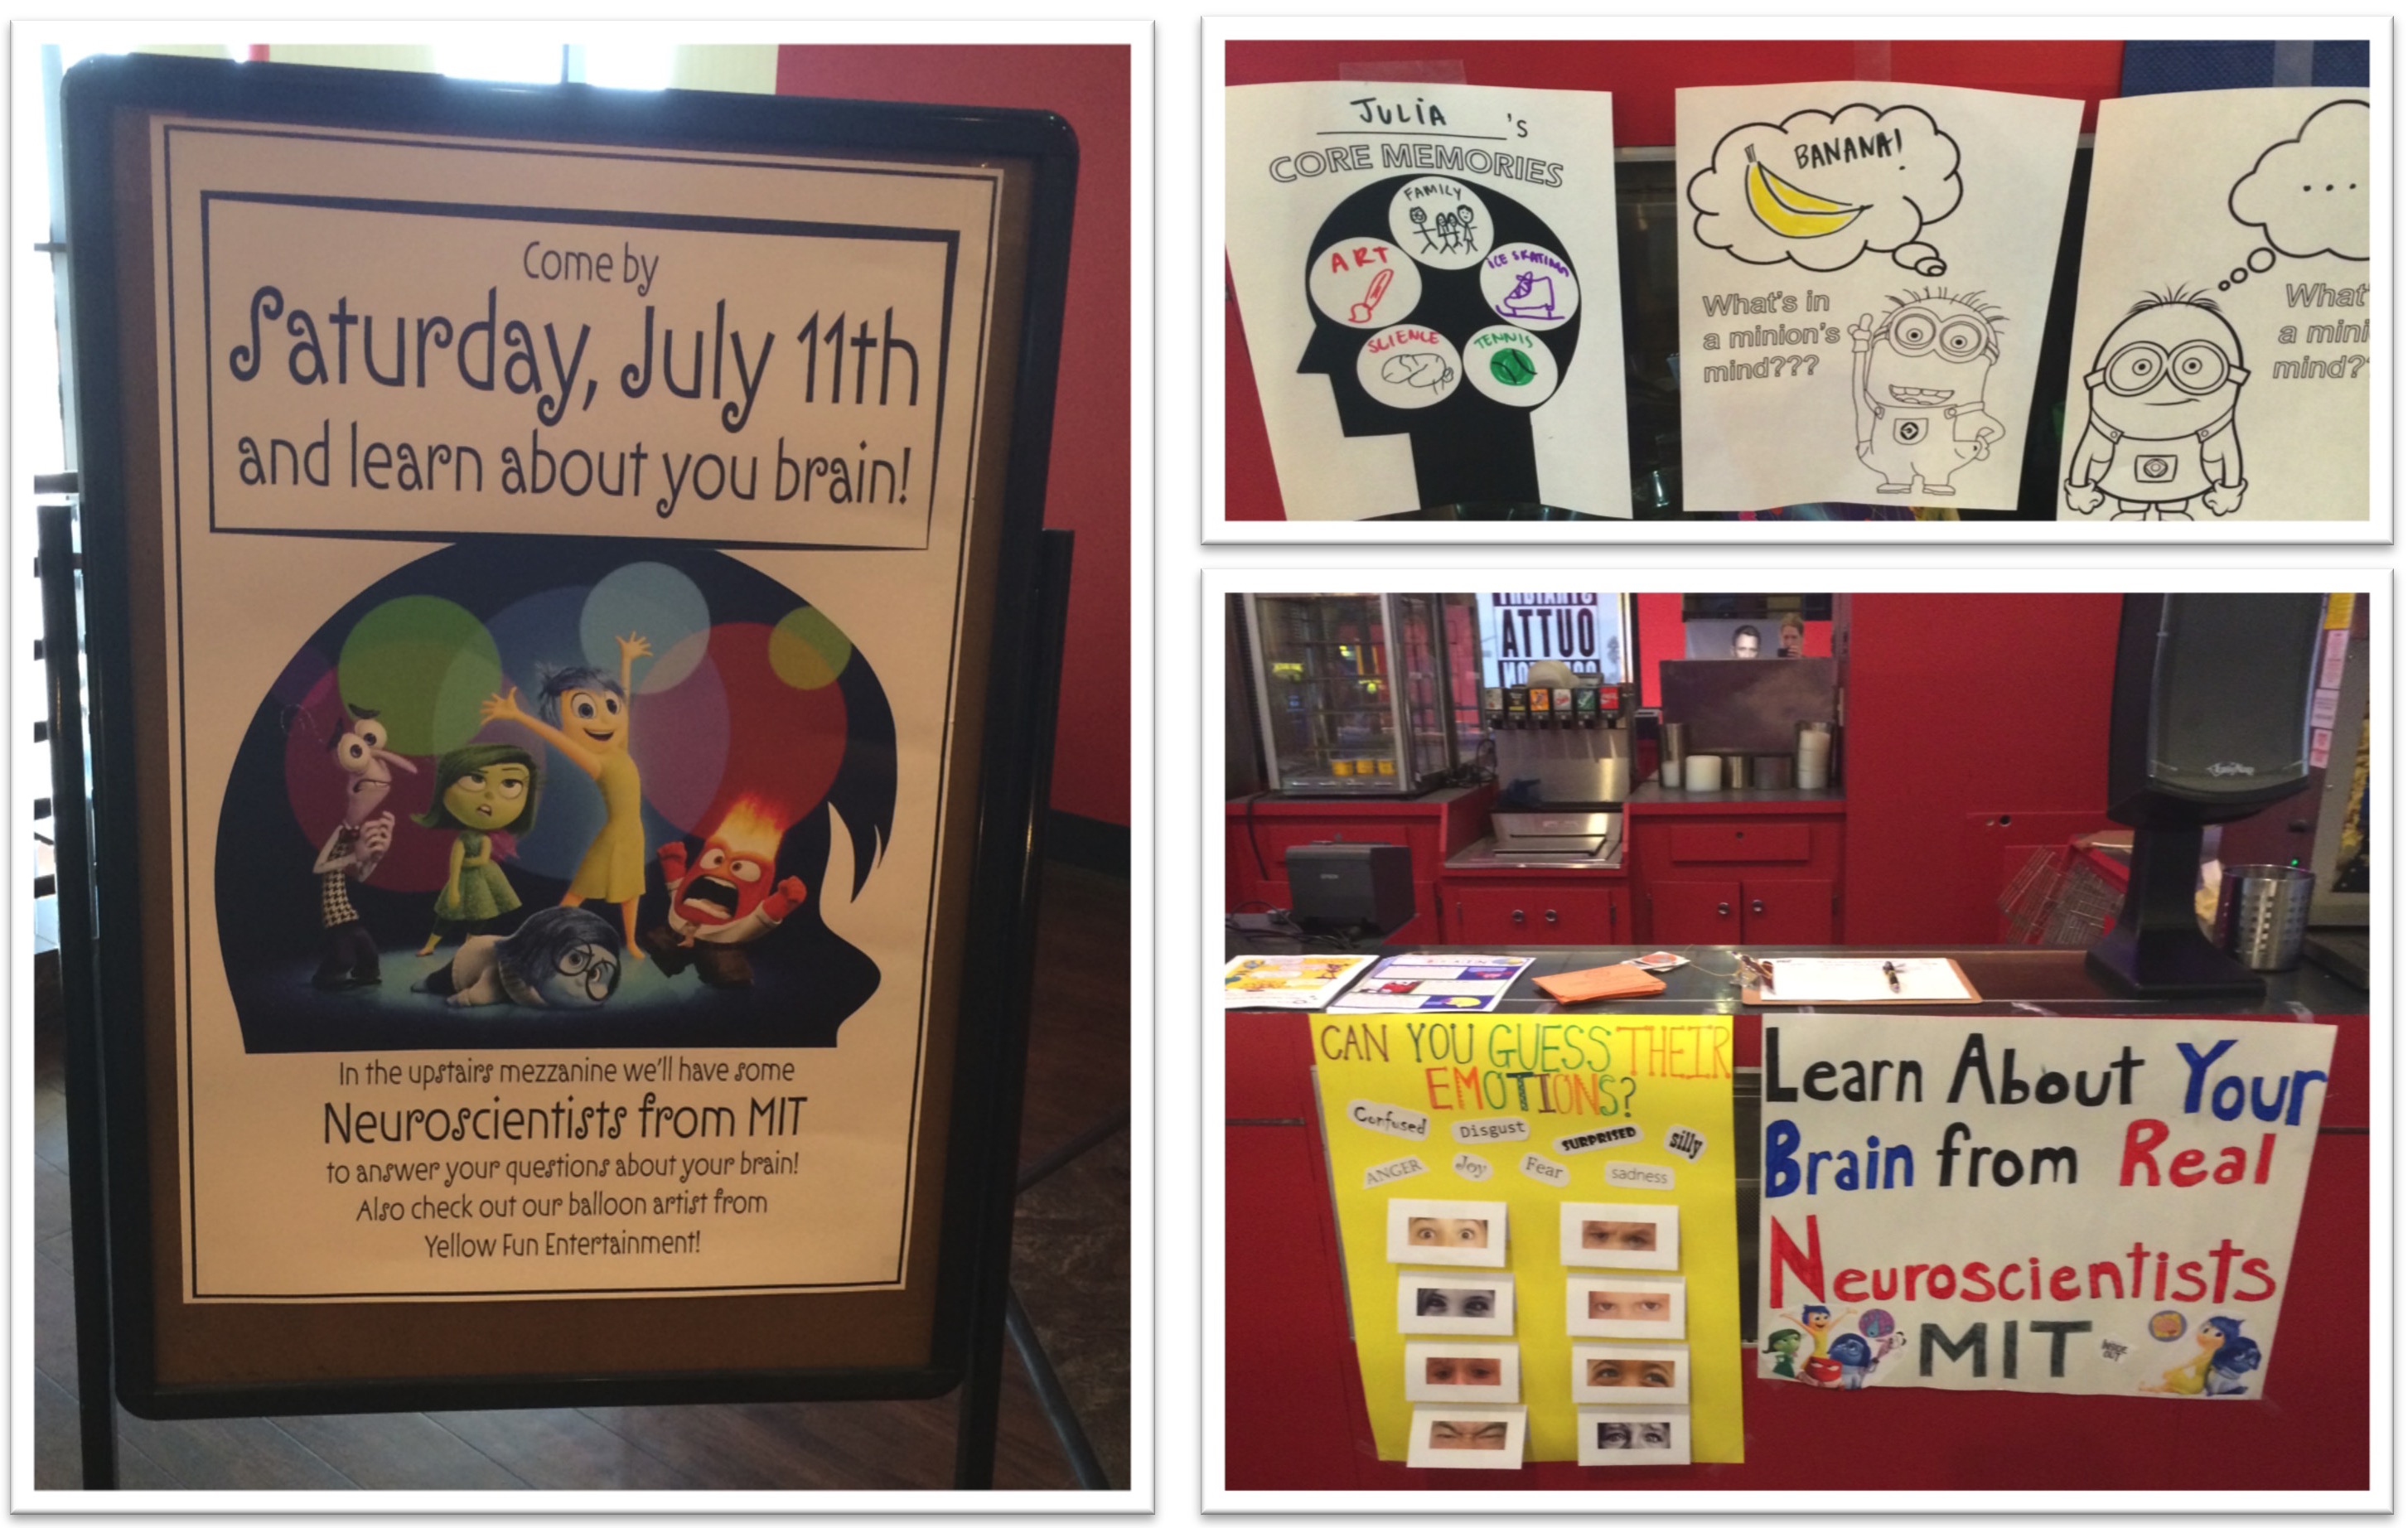 Come by
Saturday, July 11th
and learn about you brain!
In the upstairs mezzanine we'll have some
Neuroscientists from MIT
to answer your questions about your brain!
Also check out our balloon artist from
Yellow Fun Entertainment!
JULIA 's
CORE MEMORIES
FAMILY
ART
ICE SKATING
SCIENCE
TENNIS
BANANA!
What's in
a minion's
mind???
...
What'
a mini
mind?
ATTUO
CAN YOU GUESS THEIR
EMOTIONS?
Confused
Disgust
SURPRISED
silly
ANGER
Joy
Fear
sadness
Learn About Your
Brain from Real
Neuroscientists
MIT
INSIDE
OUT
EPSON
BRAIN